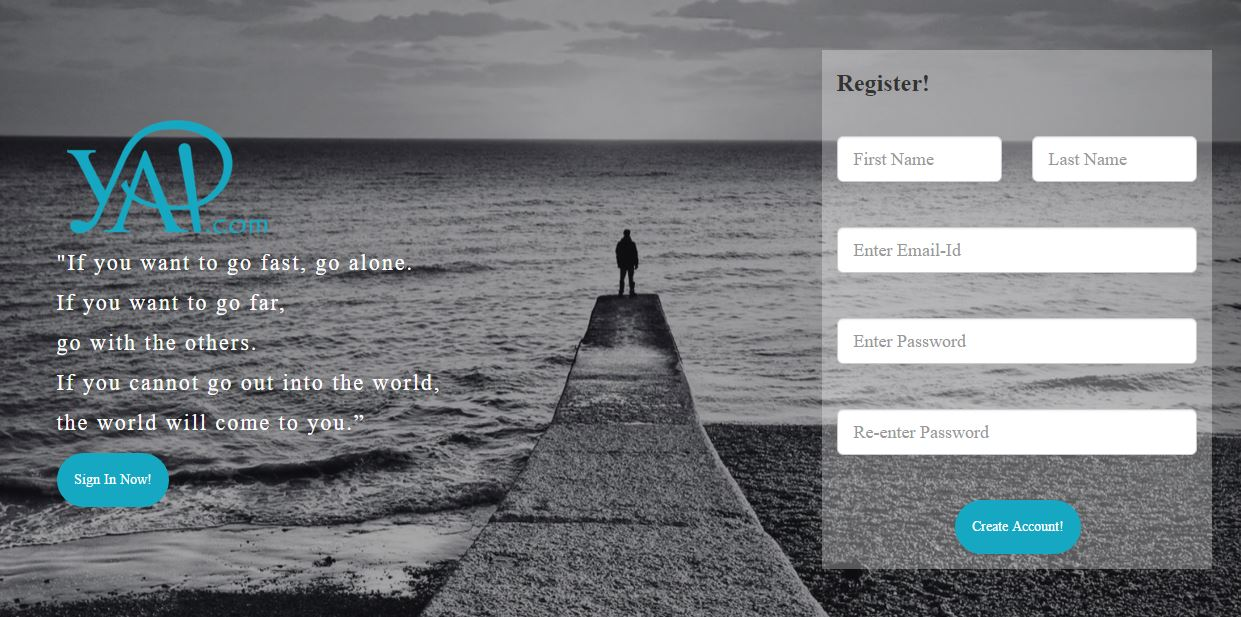 yAP.com
"If you want to go fast, go alone.
If you want to go far,
go with the others.
If you cannot go out into the world,
the world will come to you.”
Sign In Now!
Register!
First Name
Last Name
Enter Email-Id
Enter Password
Re-enter Password
Create Account!